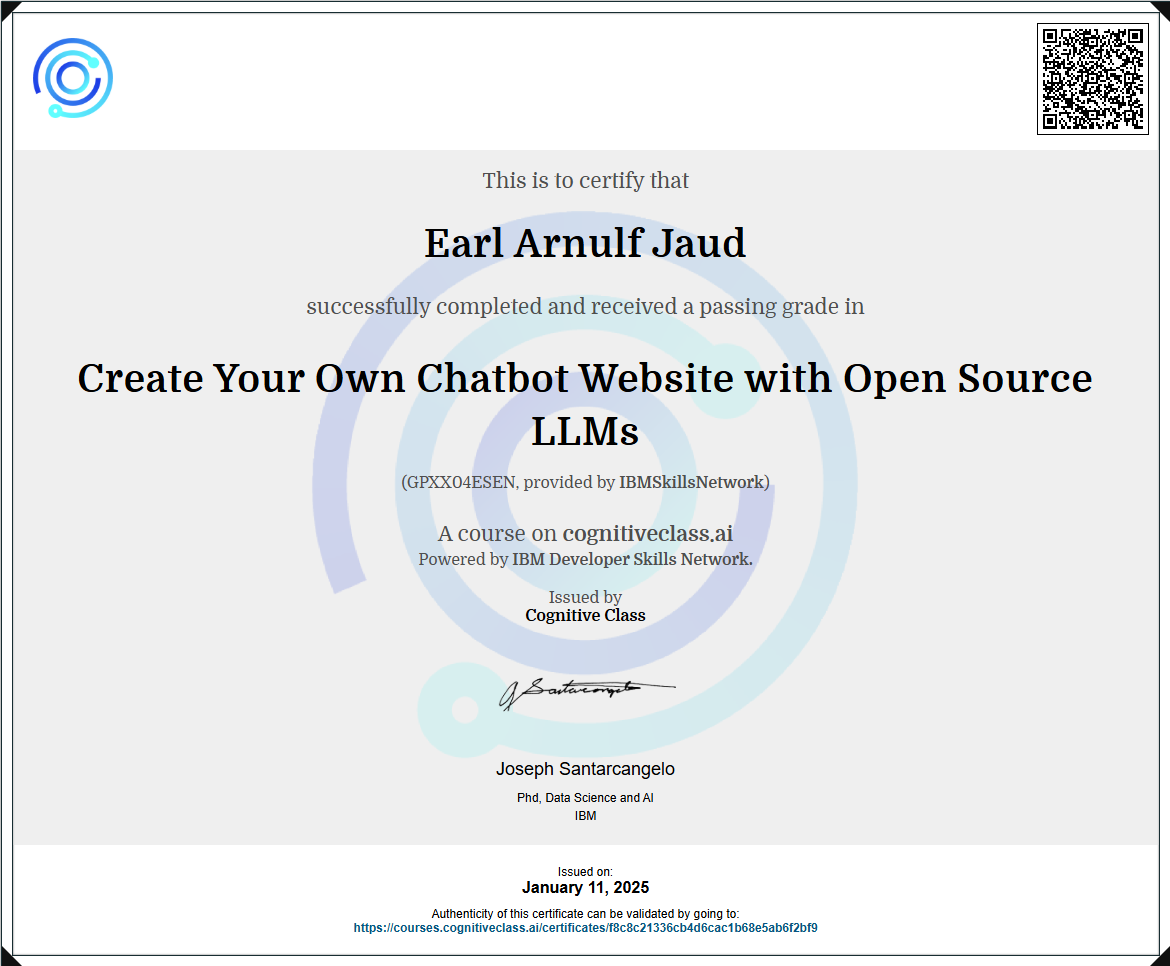 This is to certify that
Earl Arnulf Jaud
successfully completed and received a passing grade in
Create Your Own Chatbot Website with Open Source
LLMs
(GPXX04ESEN, provided by IBMSkillsNetwork)
A course on cognitiveclass.ai
Powered by IBM Developer Skills Network.
Issued by
Cognitive Class
J Santarcangelo
Joseph Santarcangelo
Phd, Data Science and AI
IBM
Issued on:
January 11, 2025
Authenticity of this certificate can be validated by going to:
https://courses.cognitiveclass.ai/certificates/f8c8c21336cb4d6cac1b68e5ab6f2bf9